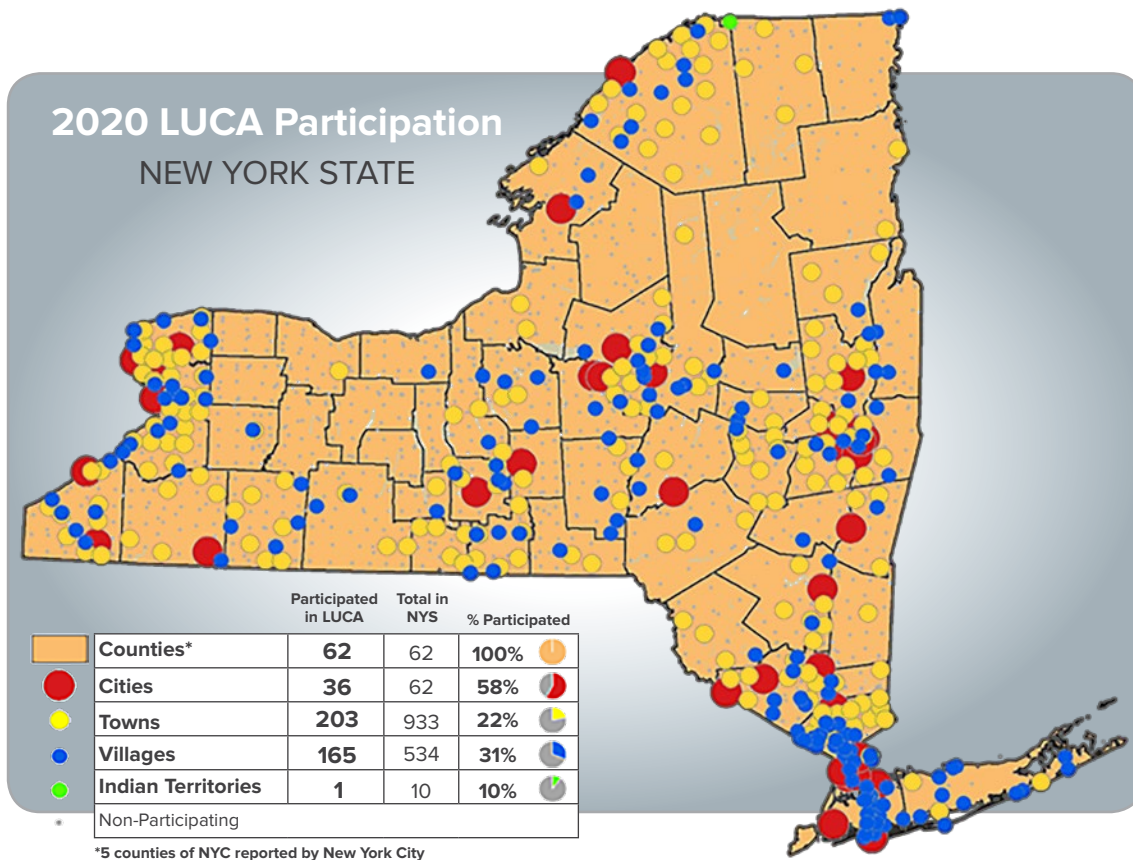 2020 LUCA Participation
NEW YORK STATE
Participated in LUCA Total in NYS % Participated
Counties* 62 62 100%
Cities 36 62 58%
Towns 203 933 22%
Villages 165 534 31%
Indian Territories 1 10 10%
Non-Participating
*5 counties of NYC reported by New York City